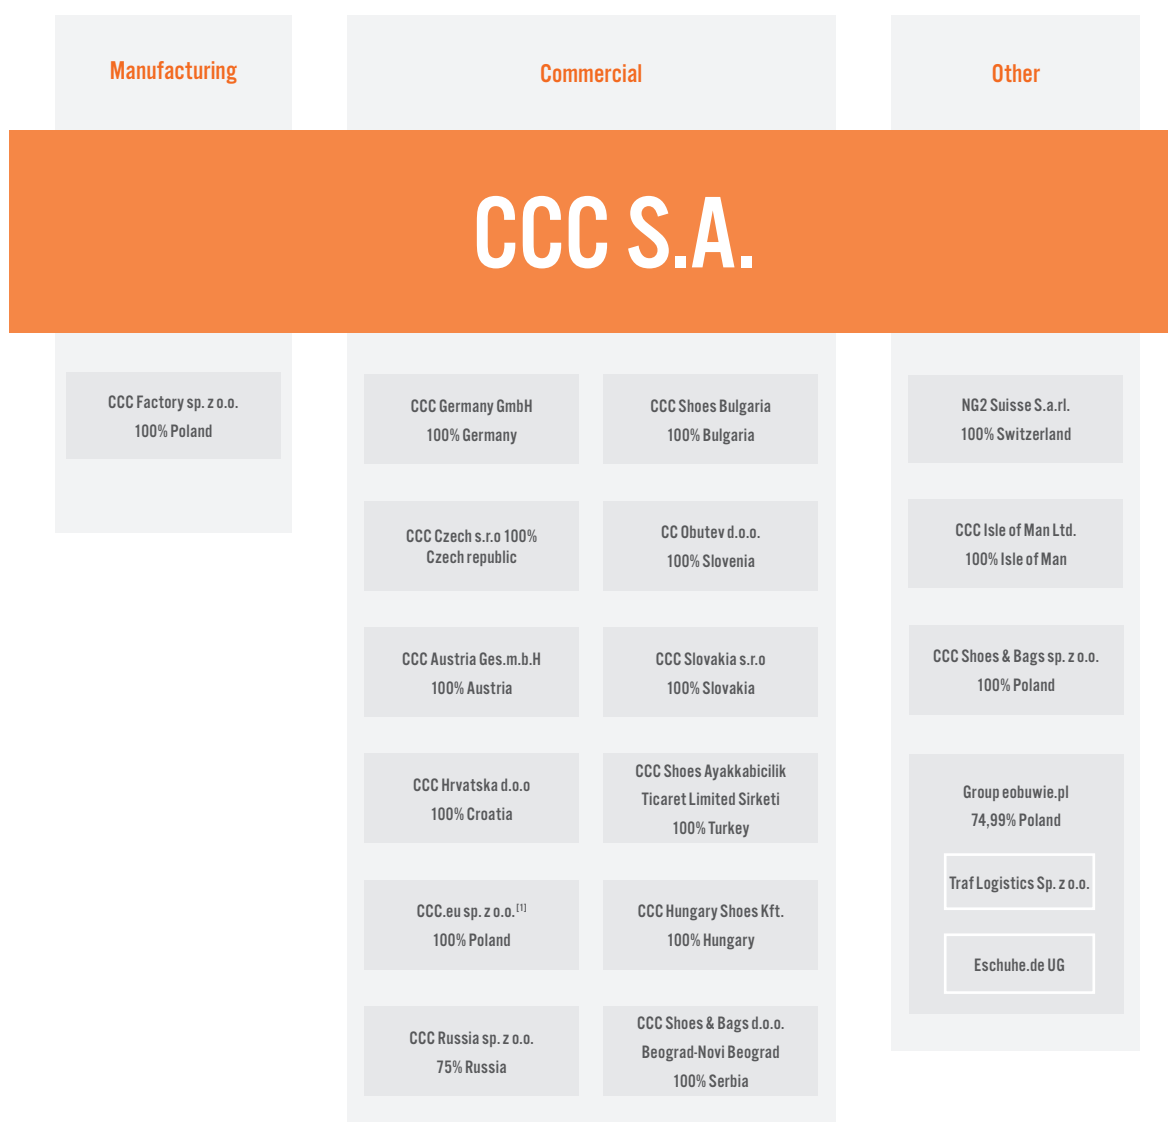 Manufacturing
Commercial
Other
CCC S.A.
CCC Factory sp. z o.o.
100% Poland
CCC Germany GmbH
100% Germany
CCC Czech s.r.o 100%
Czech republic
CCC Austria Ges.m.b.H
100% Austria
CCC Hrvatska d.o.o
100% Croatia
CCC.eu sp. z o.o.[1]
100% Poland
CCC Russia sp. z o.o.
75% Russia
CCC Shoes Bulgaria
100% Bulgaria
CC Obutev d.o.o.
100% Slovenia
CCC Slovakia s.r.o
100% Slovakia
CCC Shoes Ayakkabicilik
Ticaret Limited Sirketi
100% Turkey
CCC Hungary Shoes Kft.
100% Hungary
CCC Shoes & Bags d.o.o.
Beograd-Novi Beograd
100% Serbia
NG2 Suisse S.a.rl.
100% Switzerland
CCC Isle of Man Ltd.
100% Isle of Man
CCC Shoes & Bags sp. z o.o.
100% Poland
Group eobuwie.pl
74,99% Poland
Traf Logistics Sp. z o.o.
Eschuhe.de UG